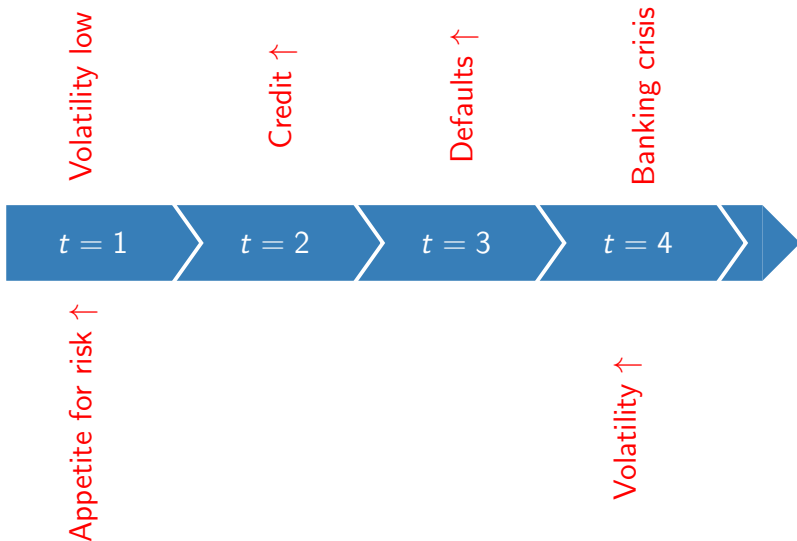 Volatility low
Credit ↑
Defaults ↑
Banking crisis
t = 1
t = 2
t = 3
t = 4
Appetite for risk ↑
Volatility ↑